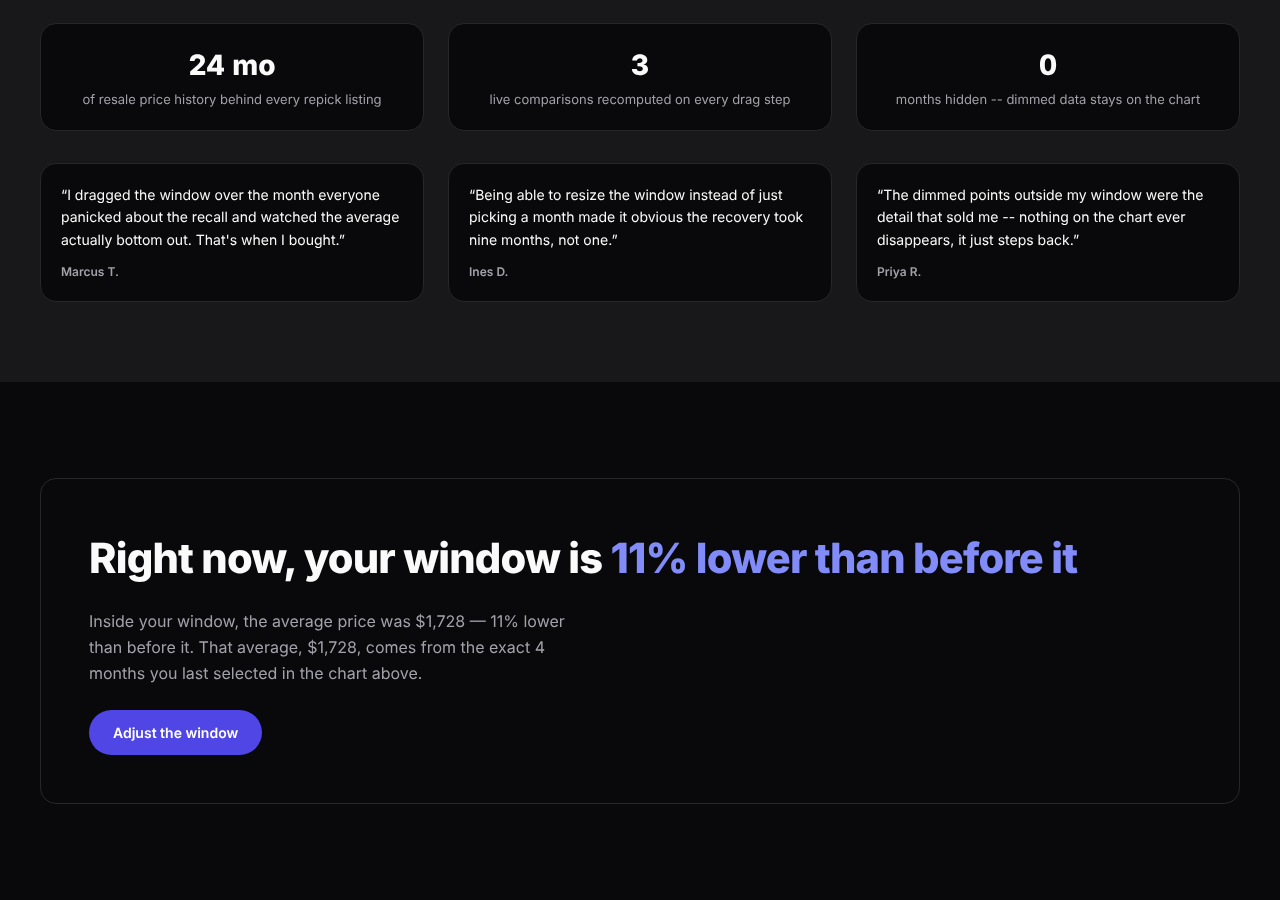 24 mo
of resale price history behind every repick listing
3
live comparisons recomputed on every drag step
0
months hidden -- dimmed data stays on the chart
“I dragged the window over the month everyone
panicked about the recall and watched the average
actually bottom out. That's when I bought.”
Marcus T.
“Being able to resize the window instead of just
picking a month made it obvious the recovery took
nine months, not one.”
Ines D.
“The dimmed points outside my window were the
detail that sold me -- nothing on the chart ever
disappears, it just steps back.”
Priya R.
Right now, your window is 11% lower than before it
Inside your window, the average price was $1,728 — 11% lower
than before it. That average, $1,728, comes from the exact 4
months you last selected in the chart above.
Adjust the window